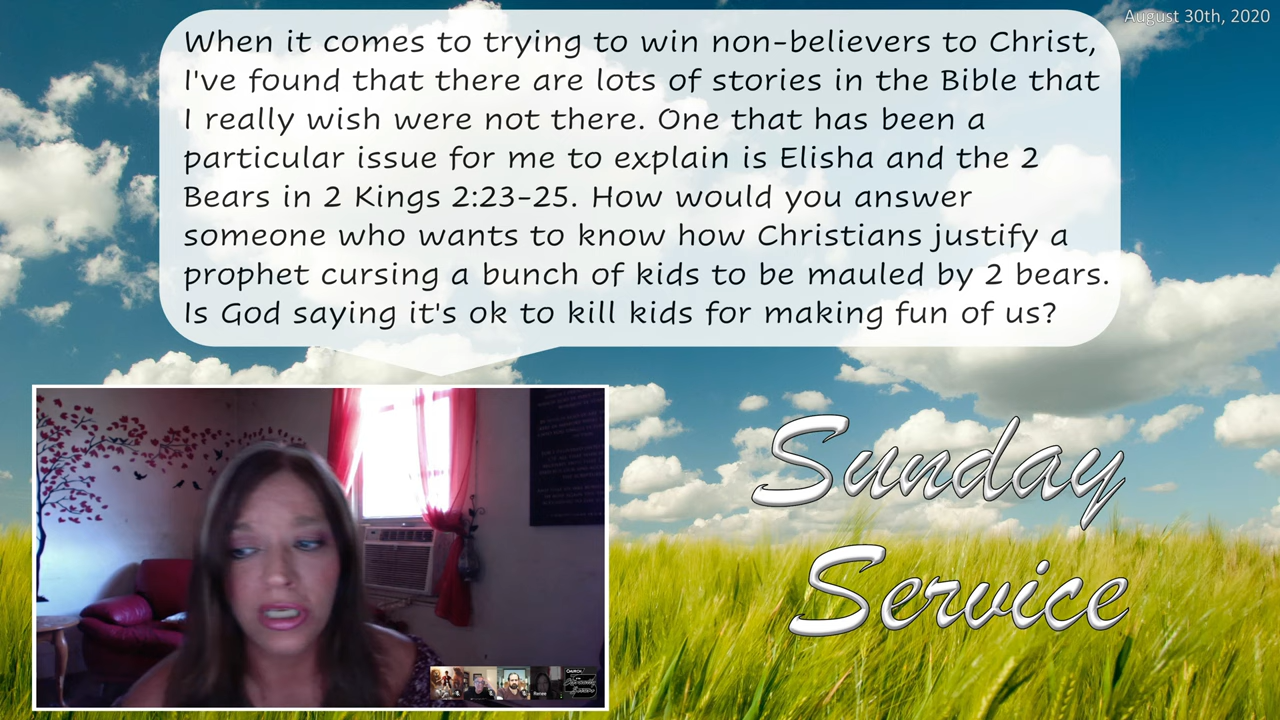 August 30th, 2020
When it comes to trying to win non-believers to Christ,
I've found that there are lots of stories in the Bible that
I really wish were not there. One that has been a
particular issue for me to explain is Elisha and the 2
Bears in 2 Kings 2:23-25. How would you answer
someone who wants to know how Christians justify a
prophet cursing a bunch of kids to be mauled by 2 bears.
Is God saying it's ok to kill kids for making fun of us?
Sunday
Service
Renee